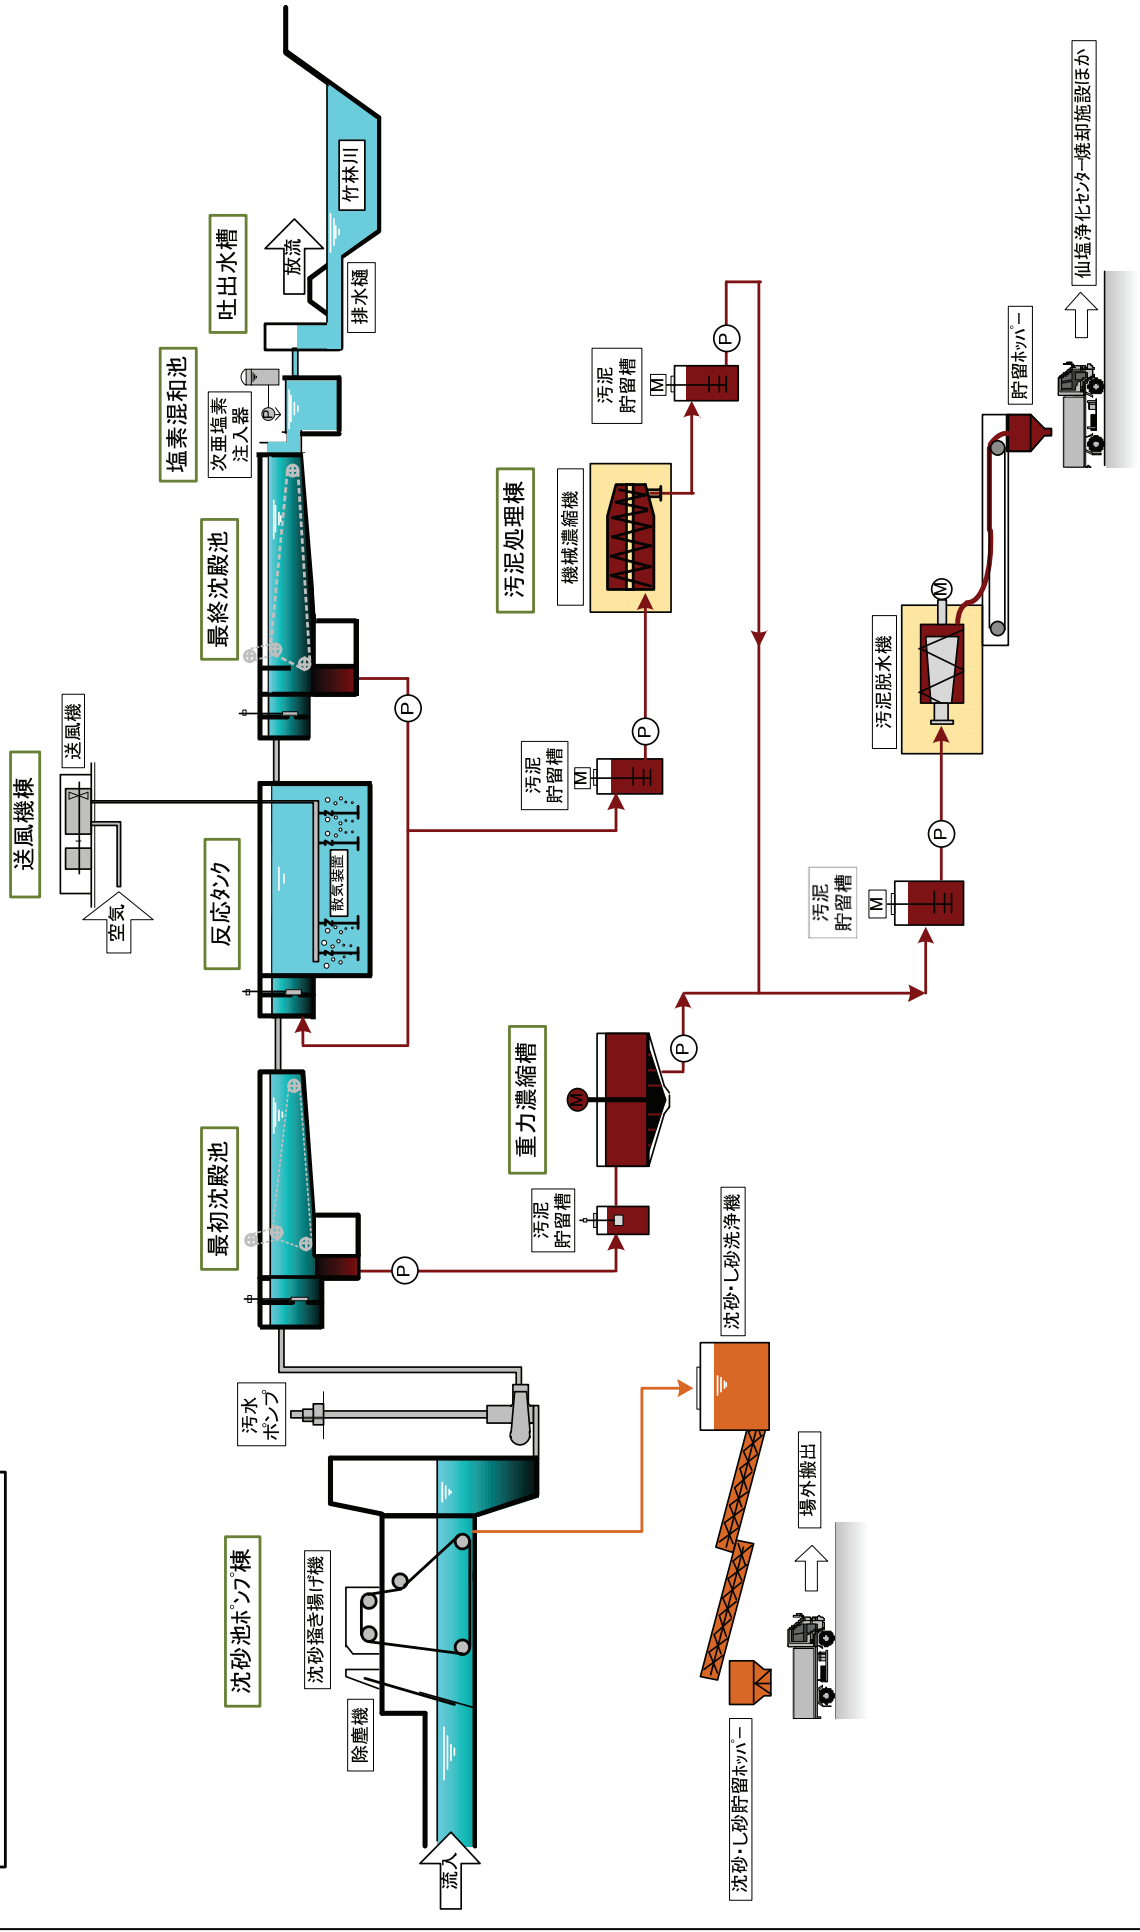 流入
沈砂池ポンプ棟
除塵機
沈砂掻き揚げ機
汚水
ポンプ
最初沈殿池
反応タンク
散気装置
送風機棟
送風機
空気
最終沈殿池
塩素混和池
次亜塩素
注入器
P
吐出水槽
放流
排水樋
竹林川
P
P
汚泥
貯留槽
重力濃縮槽
M
P
汚泥
貯留槽
M
P
汚泥処理棟
機械濃縮機
汚泥
貯留槽
M
P
汚泥
貯留槽
M
P
汚泥脱水機
M
貯留ホッパー
仙塩浄化センター焼却施設ほか
沈砂・し砂洗浄機
沈砂・し砂貯留ホッパー
場外搬出